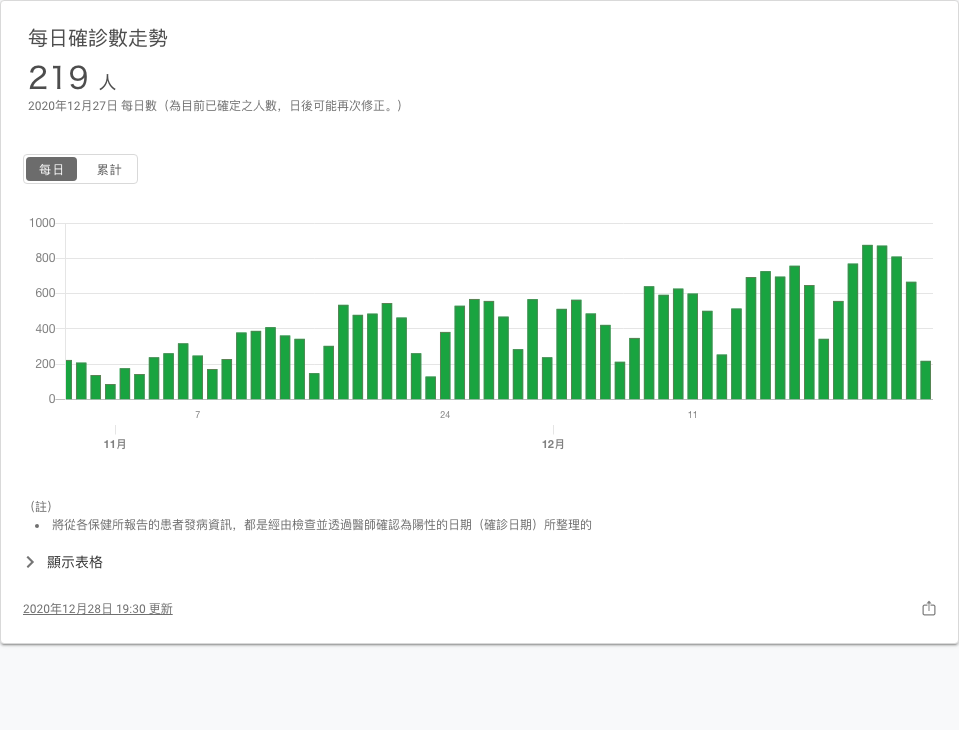 每日確診數走勢
219 人
2020年12月27日 每日數（為目前已確定之人數，日後可能再次修正。）
每日 累計
1000
800
600
400
200
0
7 24 11
11月 12月
（註）
• 將從各保健所報告的患者發病資訊，都是經由檢查並透過醫師確認為陽性的日期（確診日期）所整理的
顯示表格
2020年12月28日 19:30 更新